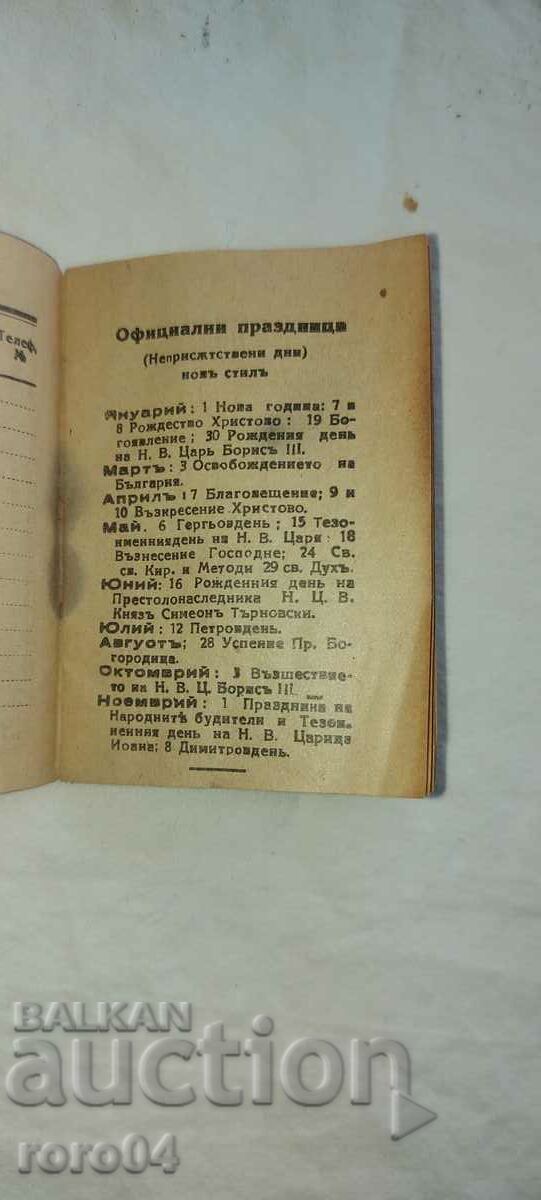 Телеф.
№
Официални праздници
(Неприсѫтствени дни)
новъ стилъ
Януарий: 1 Нова година: 7 и
8 Рождество Христово: 19 Бо-
гоявление; 30 Рождения день
на Н. В. Царь Борисъ III.
Мартъ: 3 Освобождението на
България.
Априлъ: 7 Благовещение; 9 и
10 Възкресение Христово.
Май. 6 Гергьовдень; 15 Тезо-
именниядень на Н. В. Царя: 18
Възнесение Господне; 24 Св.
св. Кир. и Методи 29 св. Духъ.
Юний: 16 Рождения день на
Престолонаследника Н. Ц. В.
Князъ Симеонъ Търновски.
Юлий: 12 Петровдень.
Августъ; 28 Успение Пр. Бо-
городица.
Октомврий: 3 Възшествие-
то на Н. В. Ц. Борисъ III.
Ноемврий: 1 Праздника на
Народнитѣ будители и Тезои-
менния день на Н. В. Царица
Иоана; 8 Димитровдень.
BALKAN
auction
roro04